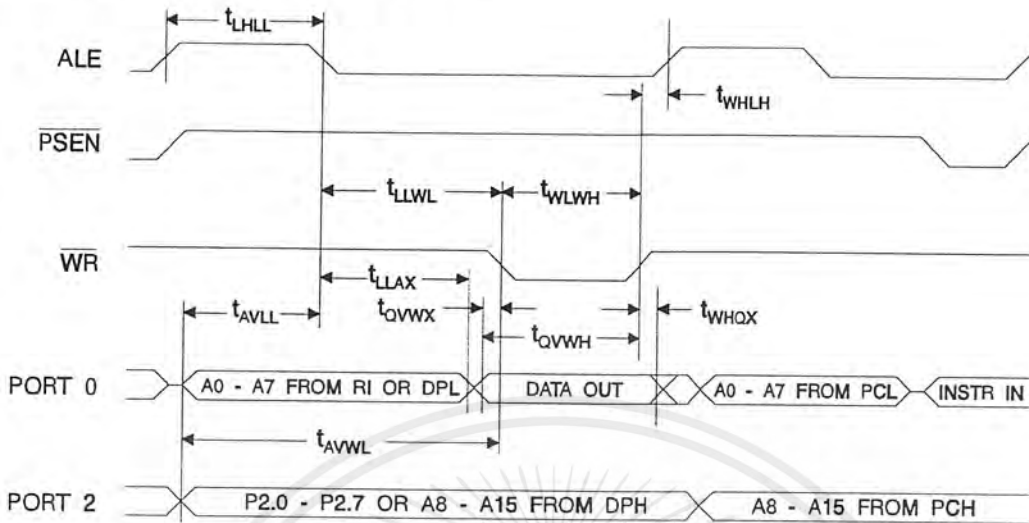 tLHLL
ALE
tWHLH
PSEN
tLLWL
tWLWH
WR
tLLAX
tAVLL
tQVWX
tWHQX
tQVWH
PORT 0
A0 - A7 FROM RI OR DPL
DATA OUT
A0 - A7 FROM PCL
INSTR IN
tAVWL
PORT 2
P2.0 - P2.7 OR A8 - A15 FROM DPH
A8 - A15 FROM PCH